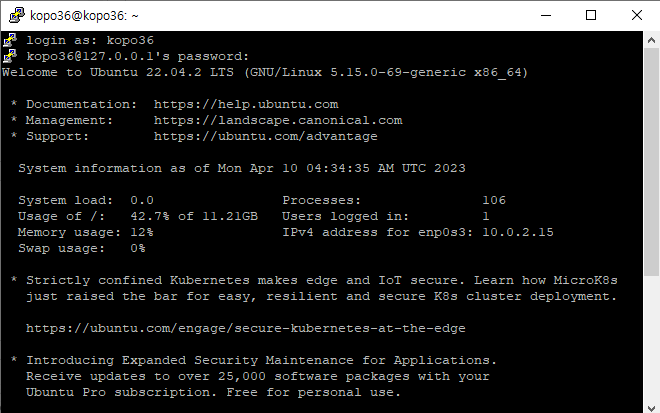 kopo36@kopo36: ~
login as: kopo36
kopo36@127.0.0.1's password:
Welcome to Ubuntu 22.04.2 LTS (GNU/Linux 5.15.0-69-generic x86_64)
* Documentation:  https://help.ubuntu.com
* Management:     https://landscape.canonical.com
* Support:        https://ubuntu.com/advantage
System information as of Mon Apr 10 04:34:35 AM UTC 2023
System load:  0.0                Processes:               106
Usage of /:   42.7% of 11.21GB   Users logged in:         1
Memory usage: 12%                IPv4 address for enp0s3: 10.0.2.15
Swap usage:   0%
* Strictly confined Kubernetes makes edge and IoT secure. Learn how MicroK8s
just raised the bar for easy, resilient and secure K8s cluster deployment.
https://ubuntu.com/engage/secure-kubernetes-at-the-edge
* Introducing Expanded Security Maintenance for Applications.
Receive updates to over 25,000 software packages with your
Ubuntu Pro subscription. Free for personal use.